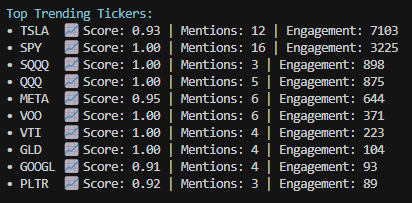 Top Trending Tickers:
• TSLA 📈 Score: 0.93 | Mentions: 12 | Engagement: 7103
• SPY 📈 Score: 1.00 | Mentions: 16 | Engagement: 3225
• SQQQ 📈 Score: 1.00 | Mentions: 3 | Engagement: 898
• QQQ 📈 Score: 1.00 | Mentions: 5 | Engagement: 875
• META 📈 Score: 0.95 | Mentions: 6 | Engagement: 644
• VOO 📈 Score: 1.00 | Mentions: 6 | Engagement: 371
• VTI 📈 Score: 1.00 | Mentions: 4 | Engagement: 223
• GLD 📈 Score: 1.00 | Mentions: 4 | Engagement: 104
• GOOGL 📈 Score: 0.91 | Mentions: 4 | Engagement: 93
• PLTR 📈 Score: 0.92 | Mentions: 3 | Engagement: 89